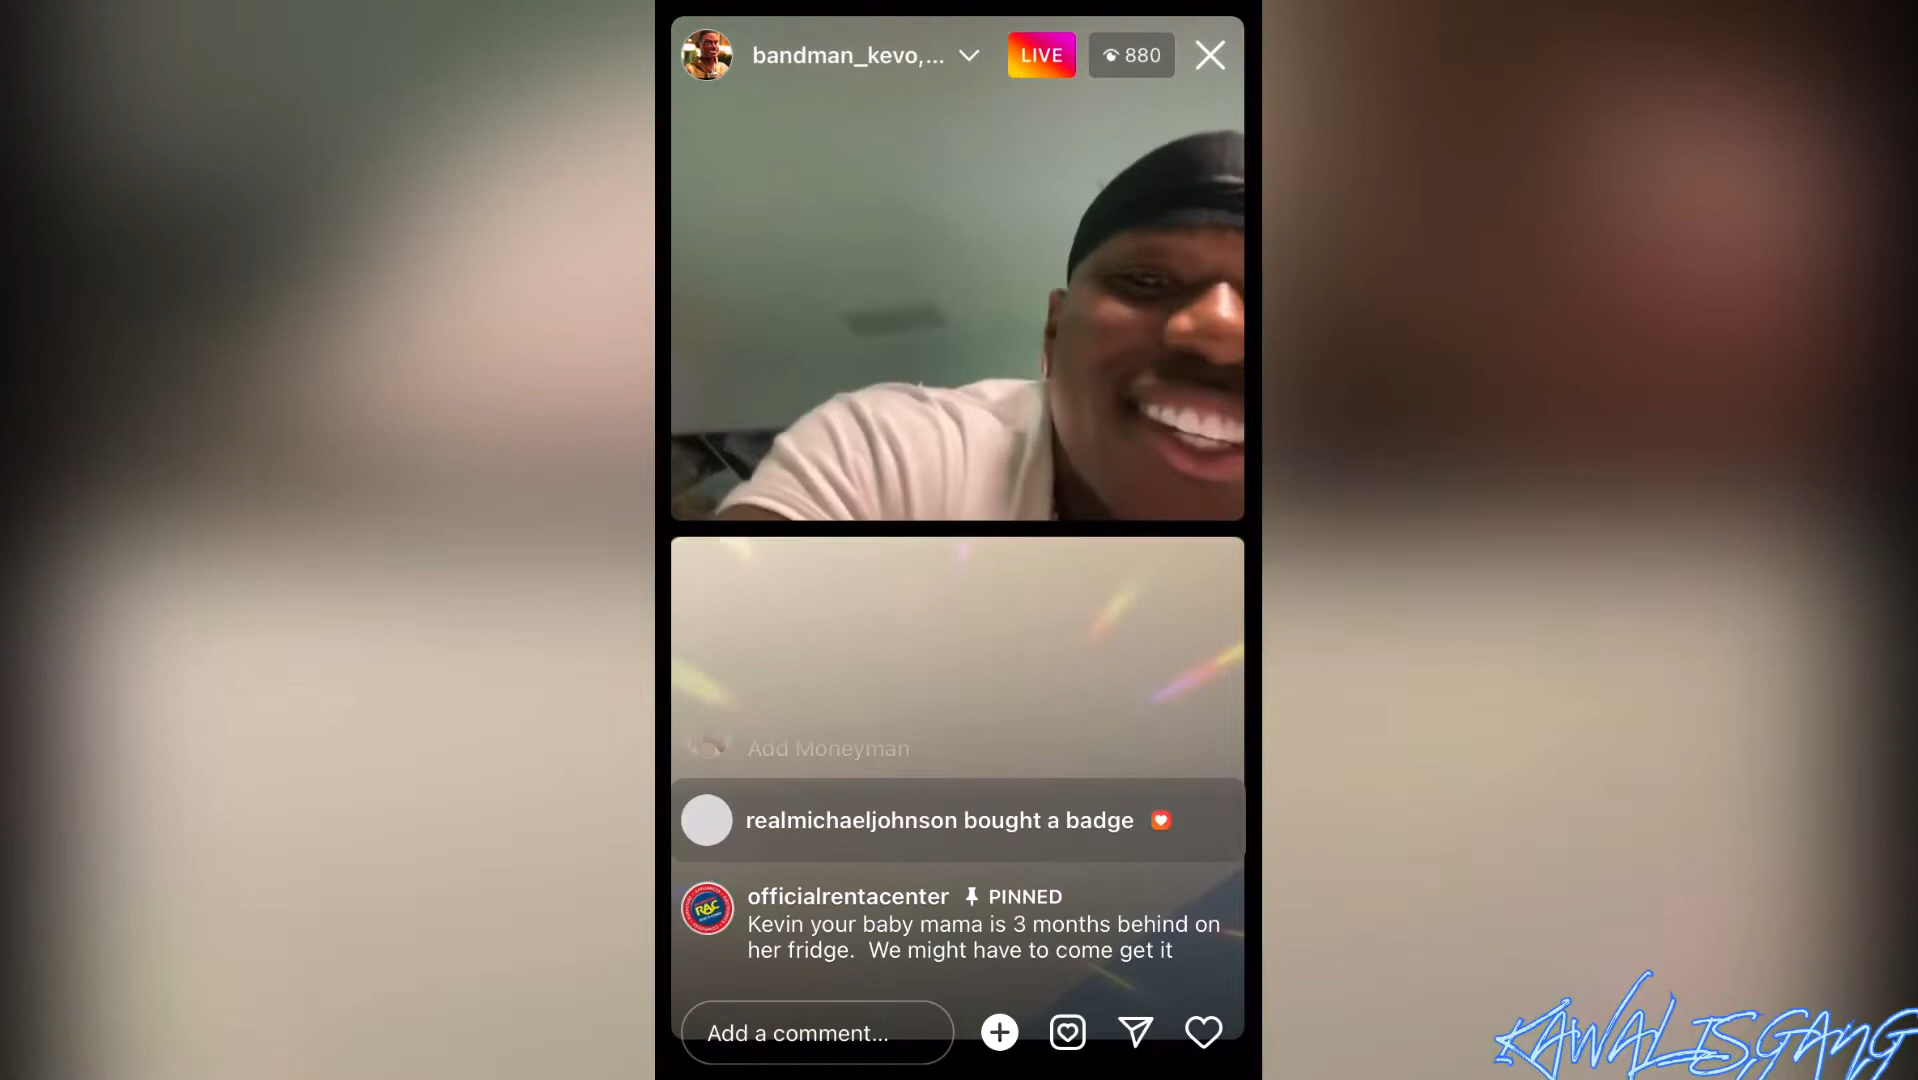 bandman_kevo,...
LIVE
880
Add Moneyman
realmichaeljohnson bought a badge
officialrentacenter PINNED
RAC
Kevin your baby mama is 3 months behind on
her fridge. We might have to come get it
Add a comment...
KAWALISGANG